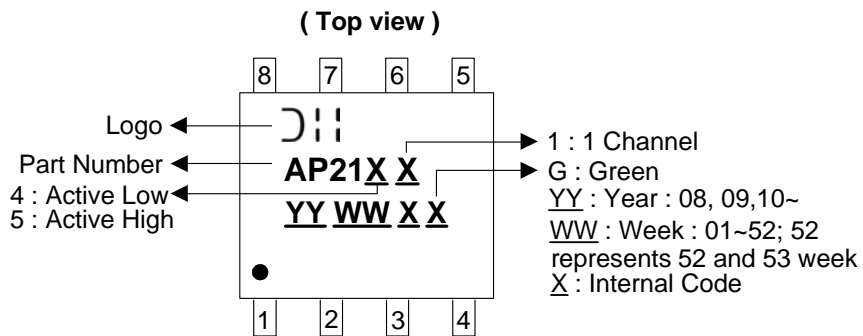 ( Top view )
8 7 6 5
Logo
Part Number
4 : Active Low
5 : Active High
AP21X X
YY WW X X
1 : 1 Channel
G : Green
YY : Year : 08, 09,10~
WW : Week : 01~52; 52
represents 52 and 53 week
X : Internal Code
1 2 3 4